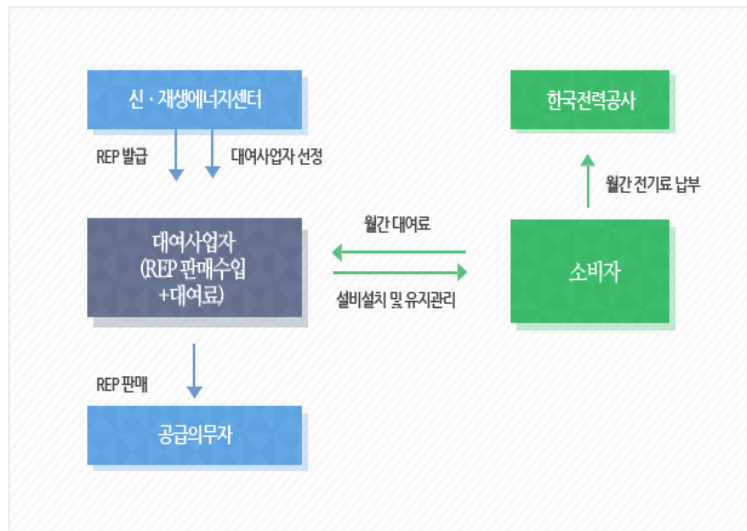 신·재생에너지센터
한국전력공사
REP 발급
대여사업자 선정
월간 전기료 납부
대여사업자
(REP 판매수입
+대여료)
월간 대여료
설비설치 및 유지관리
소비자
REP 판매
공급의무자